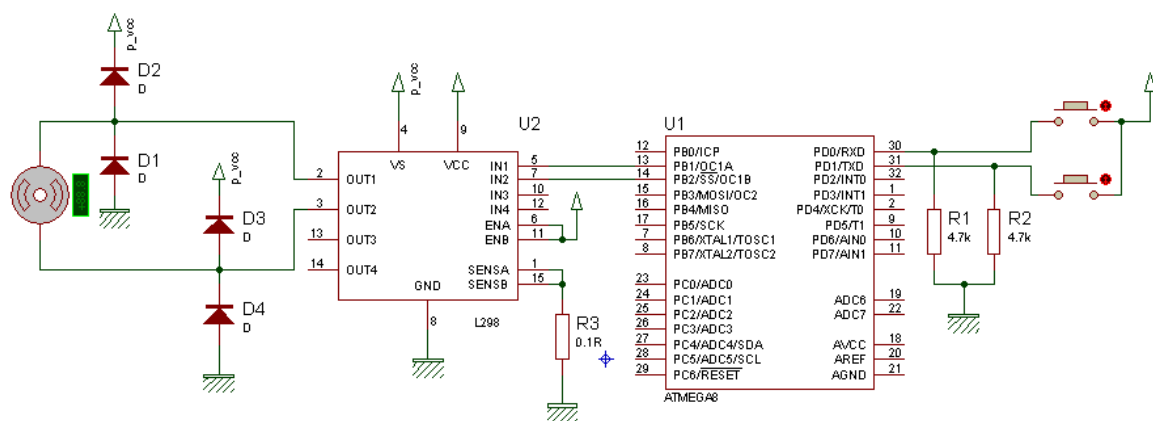 p_v∞
D2
D
D1
D
p_v∞
D3
D
D4
D
p_v∞
4
9
U2
VS
VCC
2
OUT1
3
OUT2
13
OUT3
14
OUT4
IN1 5
IN2 7
IN3 10
IN4 12
ENA 6
ENB 11
SENSA 1
SENSB 15
GND
8
L298
R3
0.1R
U1
12 PB0/ICP
13 PB1/OC1A
14 PB2/SS/OC1B
15 PB3/MOSI/OC2
16 PB4/MISO
17 PB5/SCK
7 PB6/XTAL1/TOSC1
8 PB7/XTAL2/TOSC2
23 PC0/ADC0
24 PC1/ADC1
25 PC2/ADC2
26 PC3/ADC3
27 PC4/ADC4/SDA
28 PC5/ADC5/SCL
29 PC6/RESET
PD0/RXD 30
PD1/TXD 31
PD2/INT0 32
PD3/INT1 1
PD4/XCK/T0 2
PD5/T1 9
PD6/AIN0 10
PD7/AIN1 11
ADC6 19
ADC7 22
AVCC 18
AREF 20
AGND 21
ATMEGA8
R1
4.7k
R2
4.7k